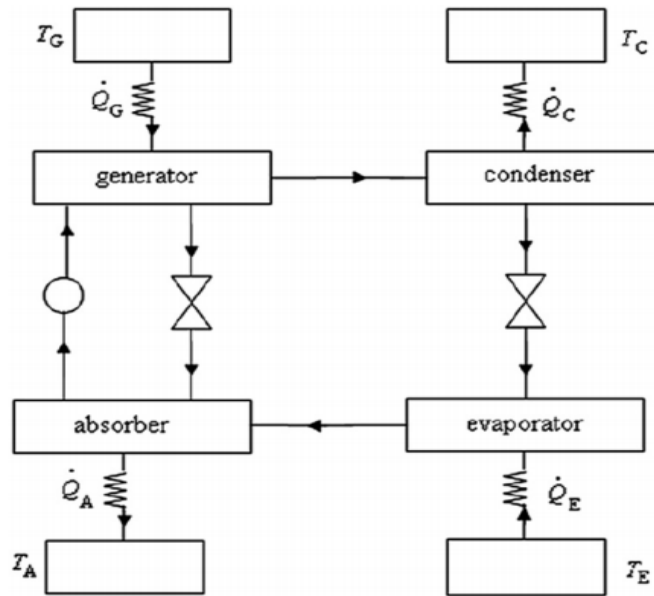 T_G
T_C
Q̇_G
Q̇_C
generator
condenser
absorber
evaporator
Q̇_A
Q̇_E
T_A
T_E